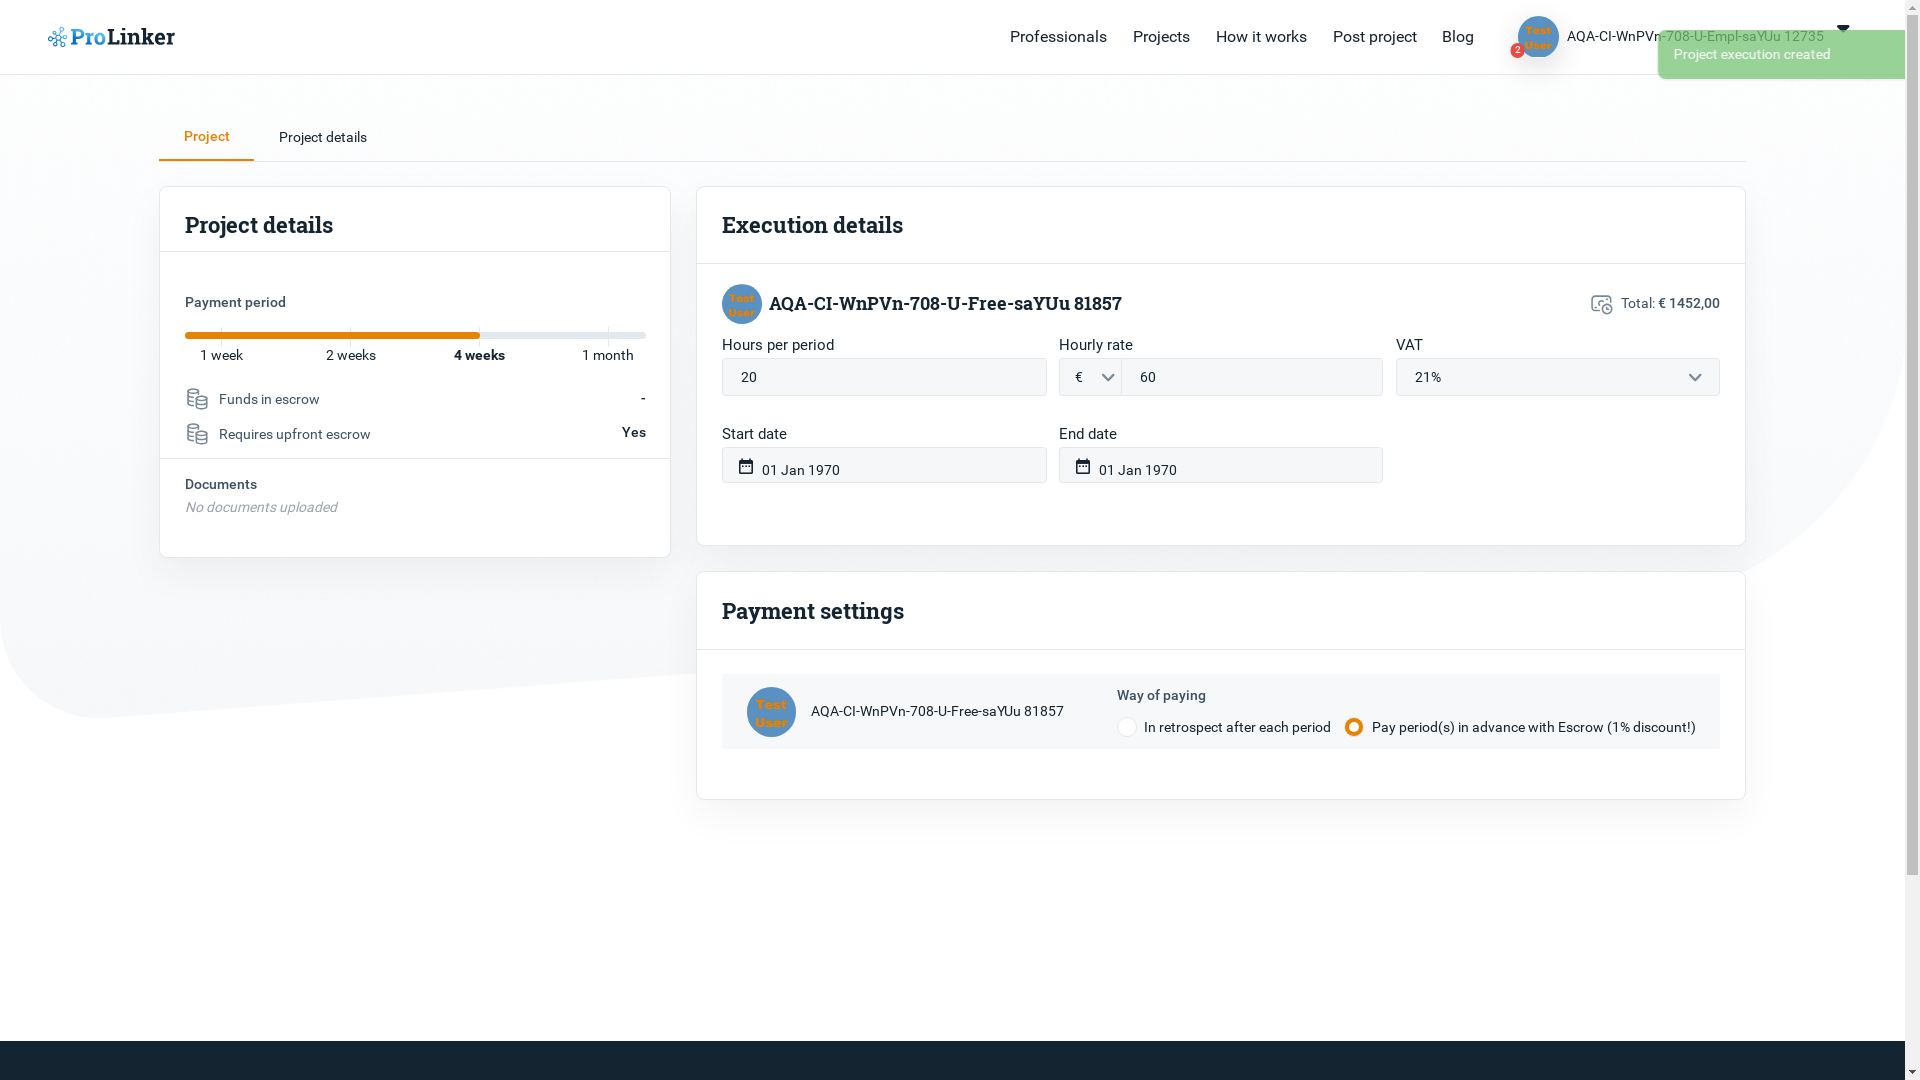 ProLinker
Professionals
Projects
How it works
Post project
Blog
Test
User
2
AQA-CI-WnPVn-708-U-Empl-saYUu 12735
Project execution created
Project
Project details
Project details
Payment period
1 week
2 weeks
4 weeks
1 month
Funds in escrow
-
Requires upfront escrow
Yes
Documents
No documents uploaded
Execution details
Test
User
AQA-CI-WnPVn-708-U-Free-saYUu 81857
Total: € 1452,00
Hours per period
Hourly rate
VAT
20
€
60
21%
Start date
End date
01 Jan 1970
01 Jan 1970
Payment settings
Test
User
AQA-CI-WnPVn-708-U-Free-saYUu 81857
Way of paying
In retrospect after each period
Pay period(s) in advance with Escrow (1% discount!)